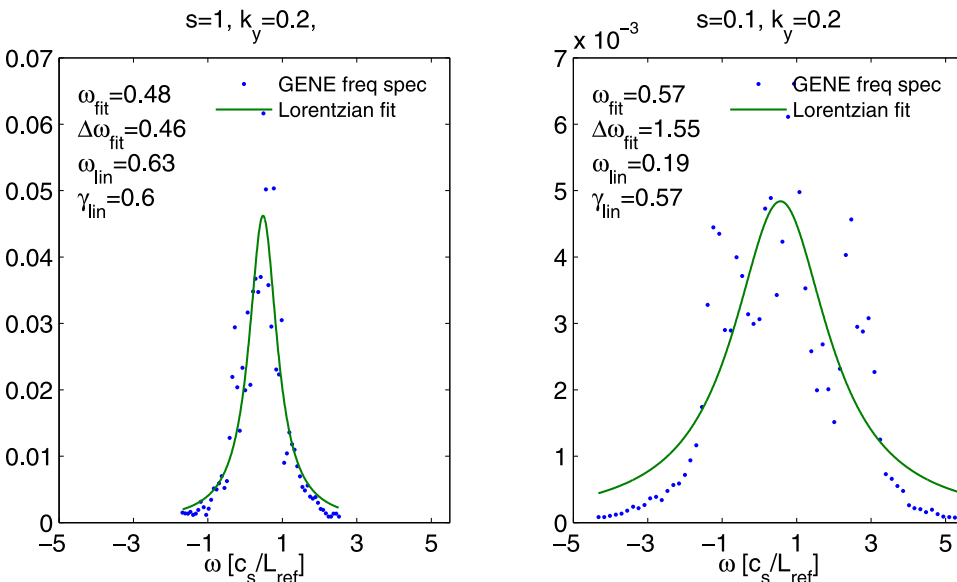 s=1, k_y=0.2,
0.07
0.06
0.05
0.04
0.03
0.02
0.01
0
−5
−3
−1
1
3
5
ω [c_s/L_ref]
GENE freq spec
Lorentzian fit
ω_fit=0.48
Δω_fit=0.46
ω_lin=0.63
γ_lin=0.6
s=0.1, k_y=0.2
x 10^−3
7
6
5
4
3
2
1
0
−5
−3
−1
1
3
5
ω [c_s/L_ref]
GENE freq spec
Lorentzian fit
ω_fit=0.57
Δω_fit=1.55
ω_lin=0.19
γ_lin=0.57